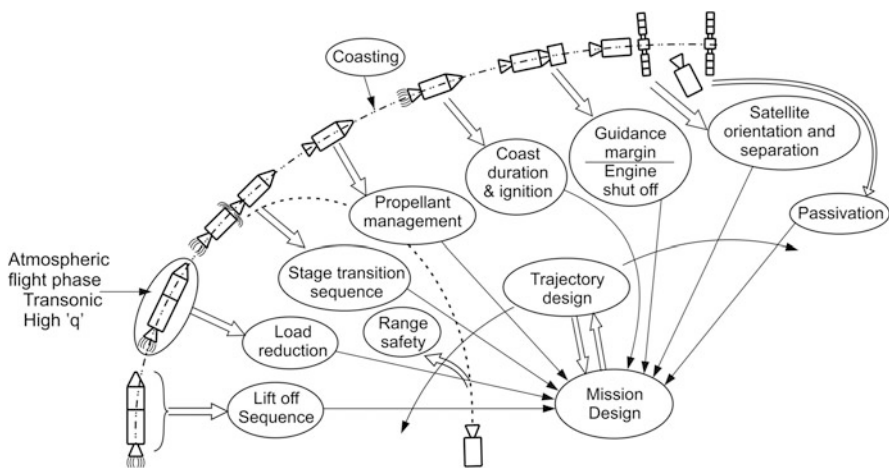 Coasting
Satellite
orientation and
separation
Guidance
margin
Engine
shut off
Coast
duration
& ignition
Propellant
management
Passivation
Atmospheric
flight phase
Transonic
High 'q'
Stage transition
sequence
Trajectory
design
Load
reduction
Range
safety
Lift off
Sequence
Mission
Design